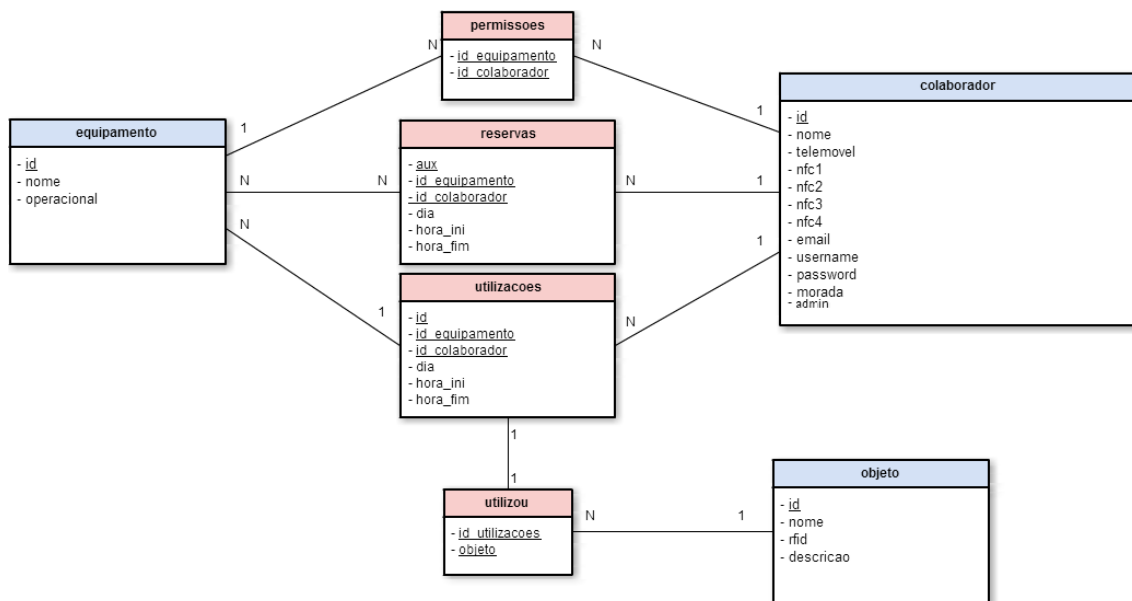 permissoes
- id_equipamento
- id_colaborador
N
N
1
1
equipamento
- id
- nome
- operacional
reservas
- aux
- id_equipamento
- id_colaborador
- dia
- hora_ini
- hora_fim
N
N
N
1
colaborador
- id
- nome
- telemovel
- nfc1
- nfc2
- nfc3
- nfc4
- email
- username
- password
- morada
- admin
N
1
1
N
utilizacoes
- id
- id_equipamento
- id_colaborador
- dia
- hora_ini
- hora_fim
1
1
utilizou
- id_utilizacoes
- objeto
N
1
objeto
- id
- nome
- rfid
- descricao